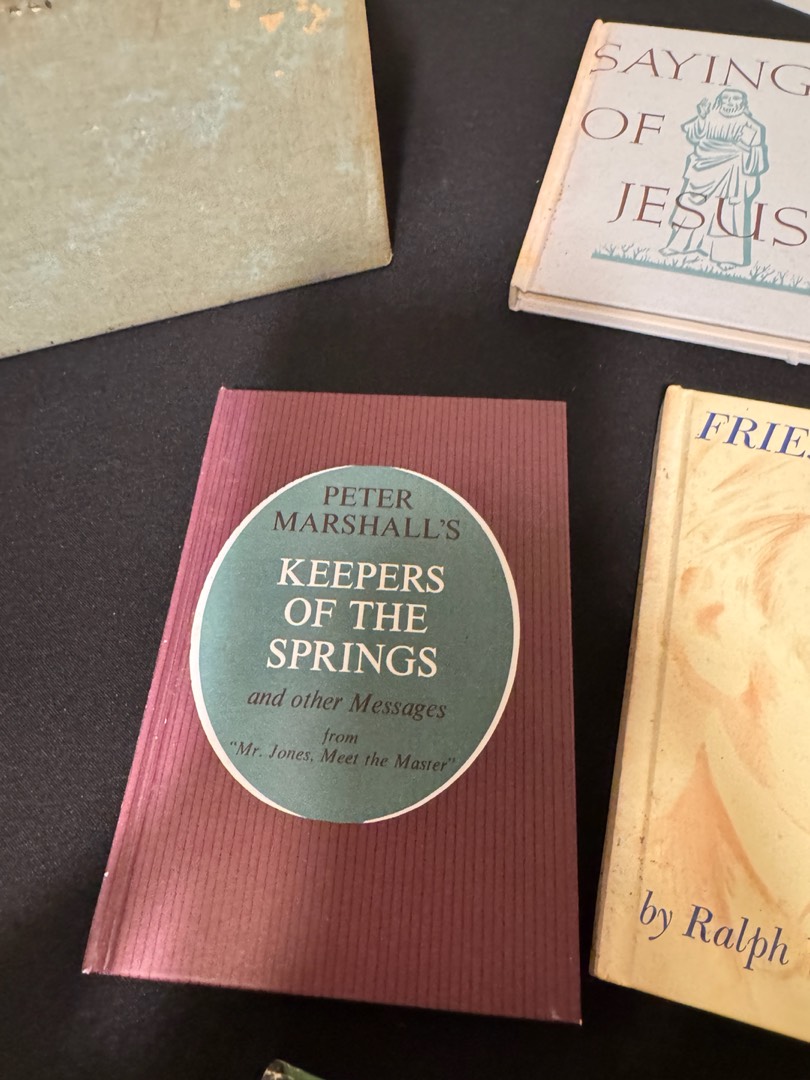 SAYING
OF
JESUS
PETER
MARSHALL'S
KEEPERS
OF THE
SPRINGS
and other Messages
from
"Mr. Jones, Meet the Master"
FRIE
by Ralph